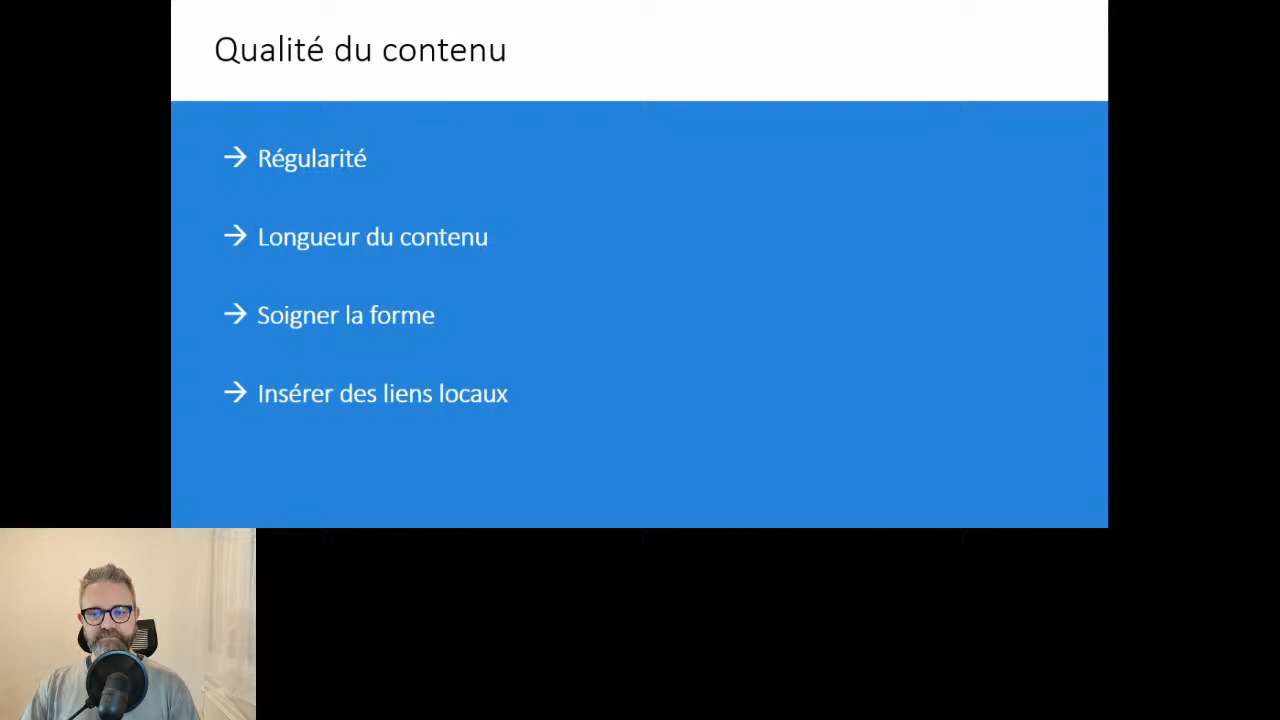 Qualité du contenu
→ Régularité
→ Longueur du contenu
→ Soigner la forme
→ Insérer des liens locaux